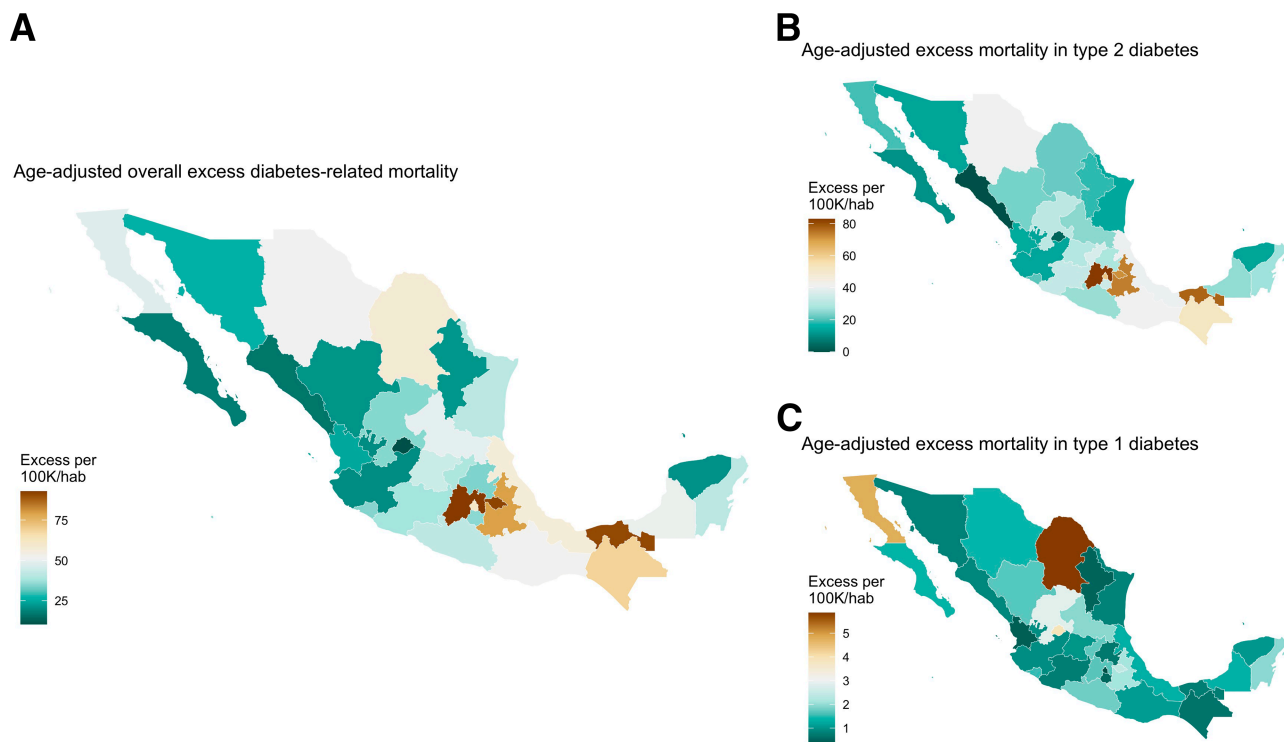 A
Age-adjusted overall excess diabetes-related mortality
Excess per
100K/hab
75
50
25
B
Age-adjusted excess mortality in type 2 diabetes
Excess per
100K/hab
80
60
40
20
0
C
Age-adjusted excess mortality in type 1 diabetes
Excess per
100K/hab
5
4
3
2
1